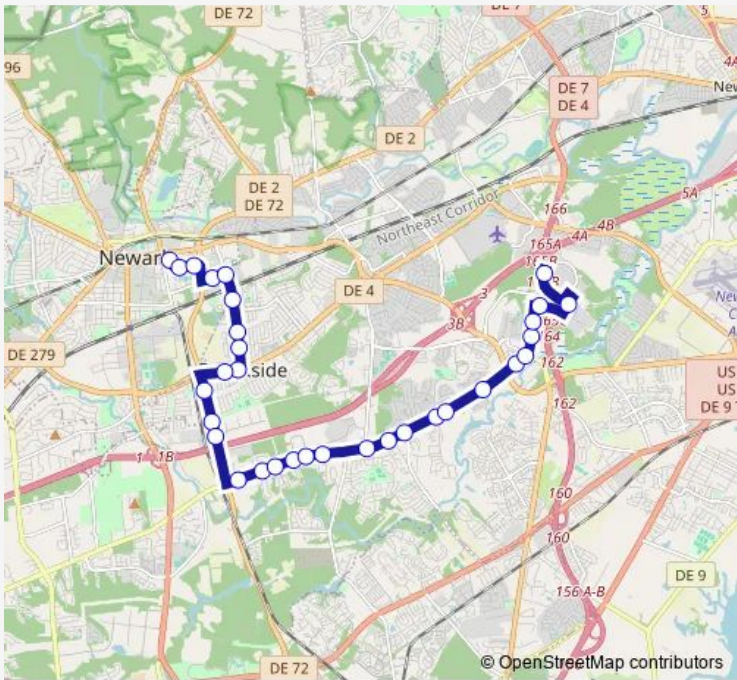 DE 72
DE 7
5
96
4A
DE 7
DE 4
New
DE 2
DE 2
DE 72
Northeast Corridor
166
4B
5A
4A
165A
165B
Newark
3
DE 4
3B
164
162
DE 279
US
US
DE 9
162
1
1B
160
160
DE 9
156 A-B
DE 72
© OpenStreetMap contributors